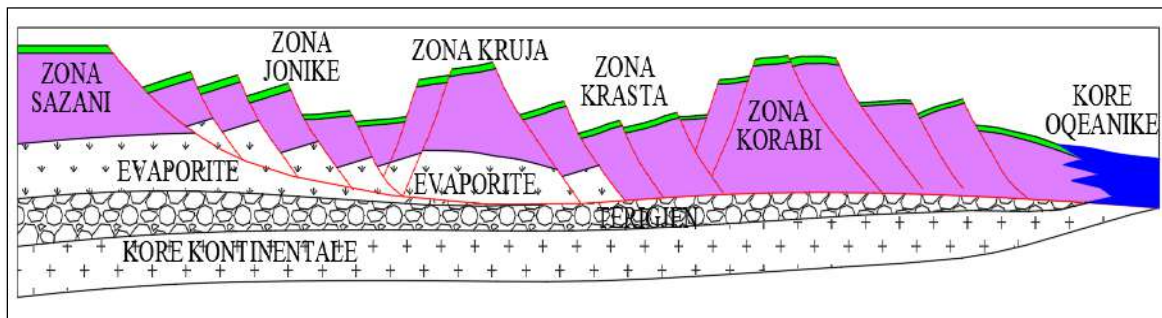 ZONA
SAZANI
ZONA
JONIKE
ZONA KRUJA
ZONA
KRASTA
ZONA
KORABI
KORE
OQEANIKE
EVAPORITE
EVAPORITE
TERIGJEN
KORE KONTINENTALE